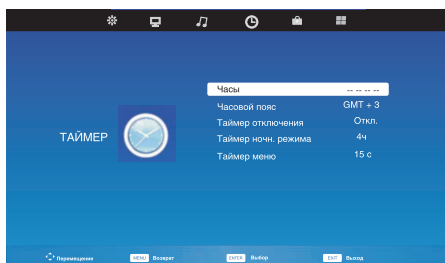 Часы -- -- -- --
Часовой пояс GMT + 3
Таймер отключения Откл.
ТАЙМЕР
Таймер ночн. режима 4ч
Таймер меню 15 с
Перемещение MENU Возврат ENTER Выбор EXIT Выход